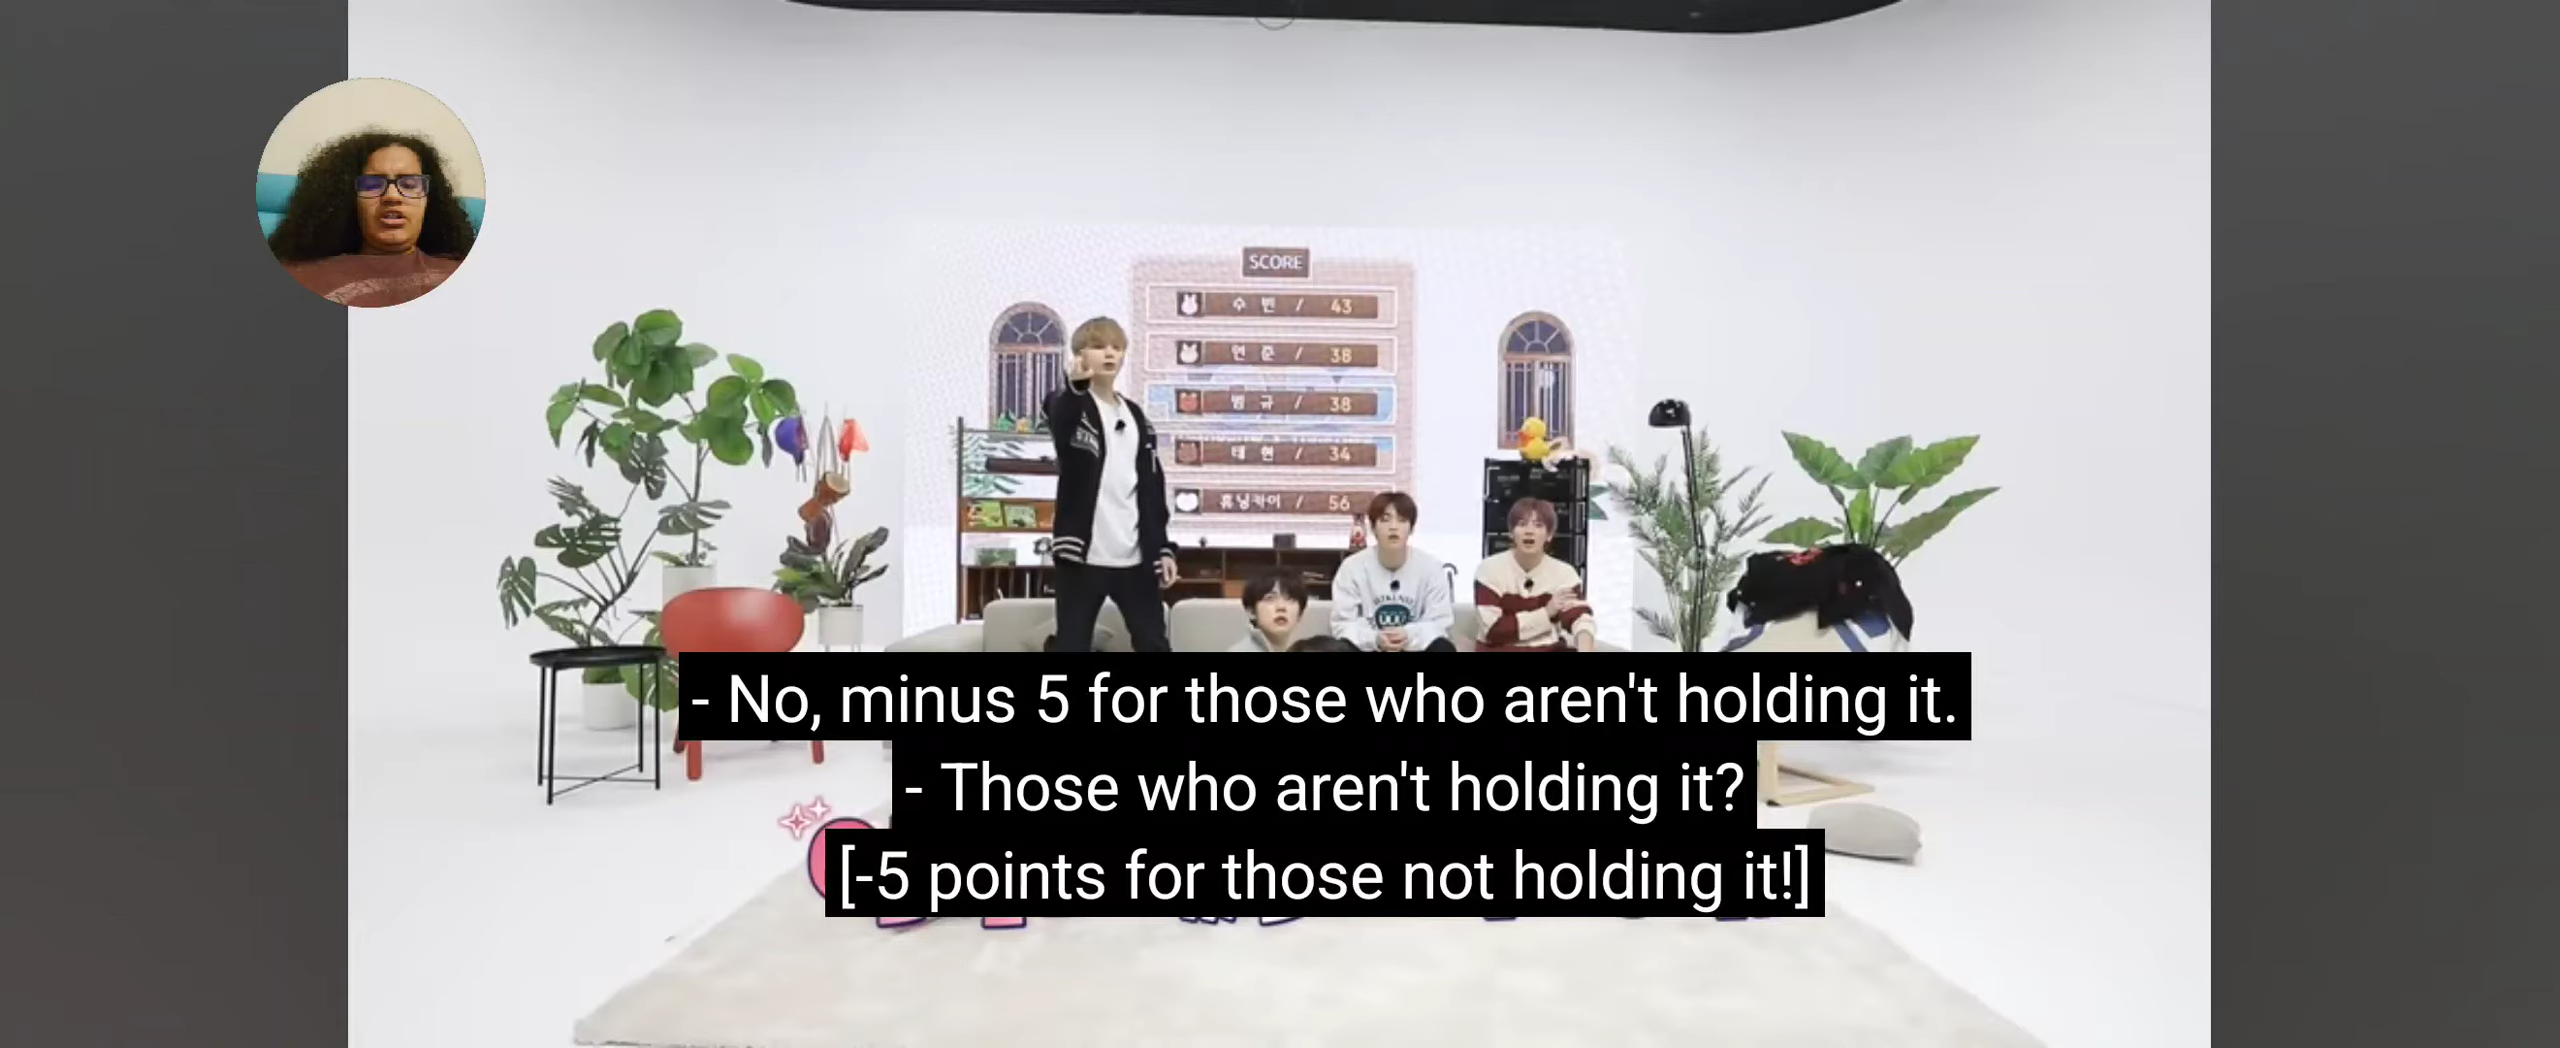 SCORE
수빈 / 43
연준 / 38
범규 / 38
태현 / 34
휴닝카이 / 56
- No, minus 5 for those who aren't holding it.
- Those who aren't holding it?
[-5 points for those not holding it!]